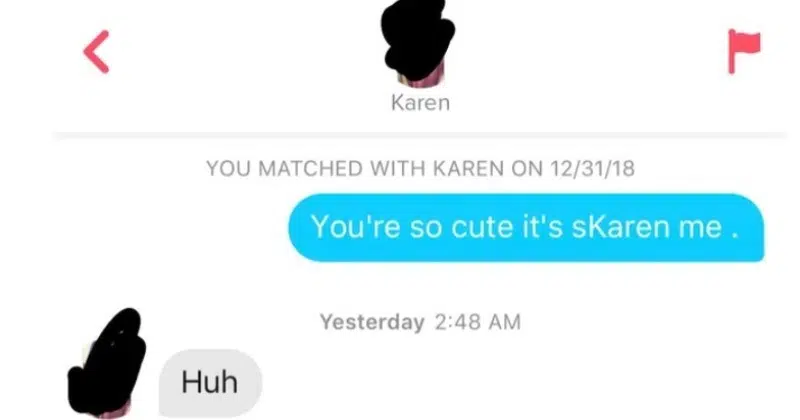 Karen
YOU MATCHED WITH KAREN ON 12/31/18
You're so cute it's sKaren me .
Yesterday 2:48 AM
Huh